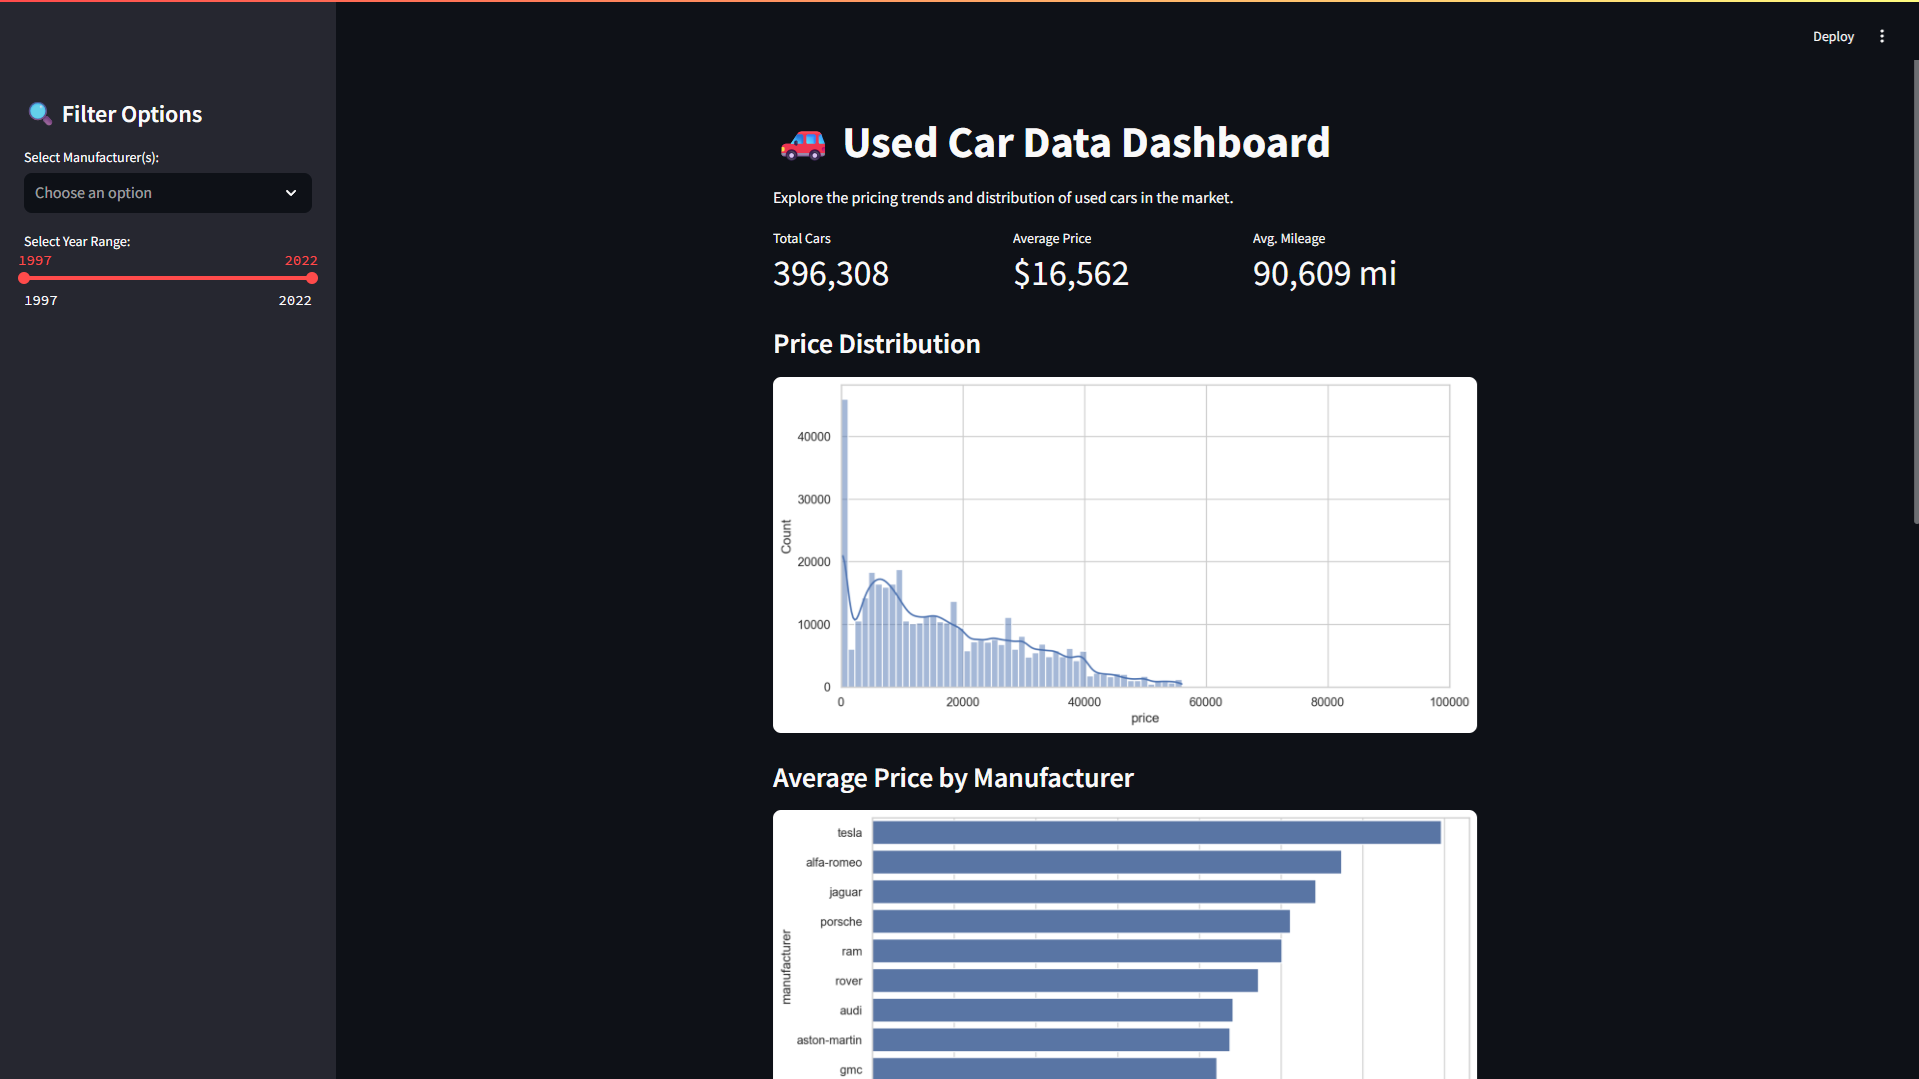 Deploy
Filter Options
Select Manufacturer(s):
Choose an option
Select Year Range:
1997 2022
1997 2022
Used Car Data Dashboard
Explore the pricing trends and distribution of used cars in the market.
Total Cars Average Price Avg. Mileage
396,308 $16,562 90,609 mi
Price Distribution
Count
40000
30000
20000
10000
0
0 20000 40000 60000 80000 100000
price
Average Price by Manufacturer
manufacturer
tesla
alfa-romeo
jaguar
porsche
ram
rover
audi
aston-martin
gmc